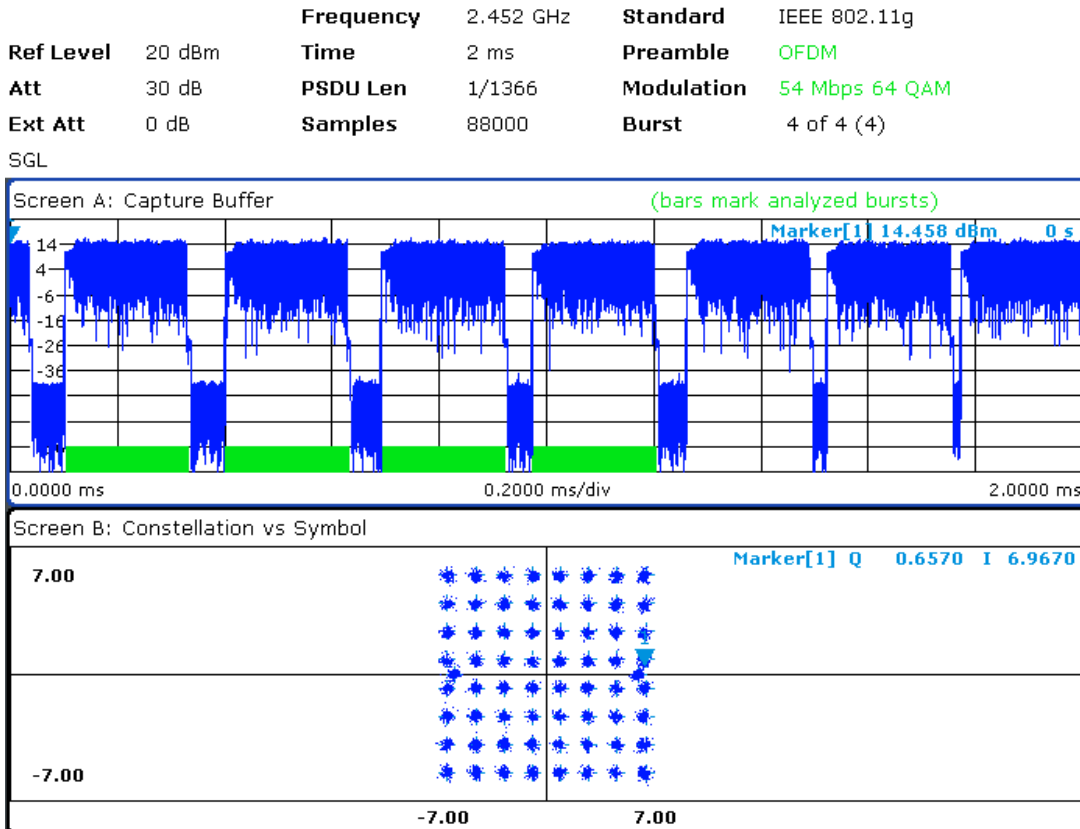 Frequency 2.452 GHz Standard IEEE 802.11g
Ref Level 20 dBm Time 2 ms Preamble OFDM
Att 30 dB PSDU Len 1/1366 Modulation 54 Mbps 64 QAM
Ext Att 0 dB Samples 88000 Burst 4 of 4 (4)
SGL
Screen A: Capture Buffer (bars mark analyzed bursts)
Marker[1] 14.458 dBm 0 s
14
4
-6
-16
-26
-36
0.0000 ms 0.2000 ms/div 2.0000 ms
Screen B: Constellation vs Symbol
Marker[1] Q 0.6570 I 6.9670
7.00
1
-7.00
-7.00 7.00